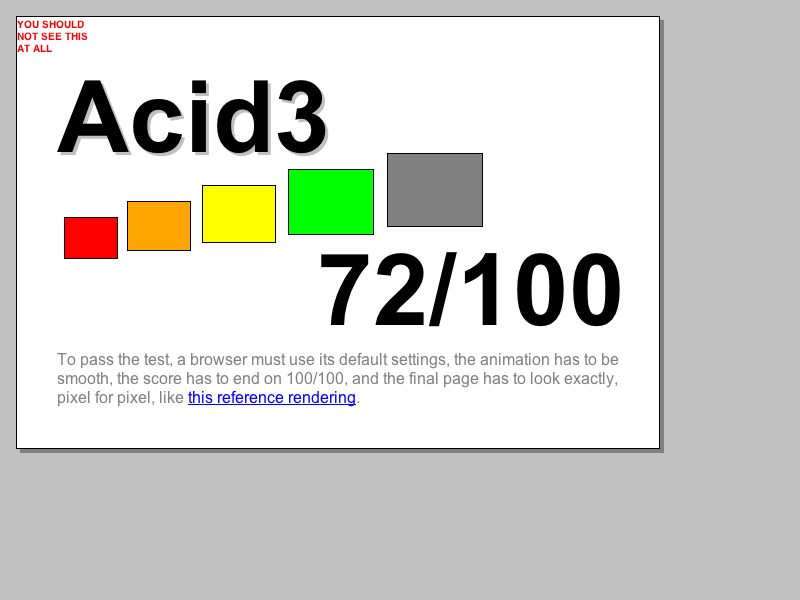 YOU SHOULD
NOT SEE THIS
AT ALL
Acid3
72/100
To pass the test, a browser must use its default settings, the animation has to be
smooth, the score has to end on 100/100, and the final page has to look exactly,
pixel for pixel, like this reference rendering.